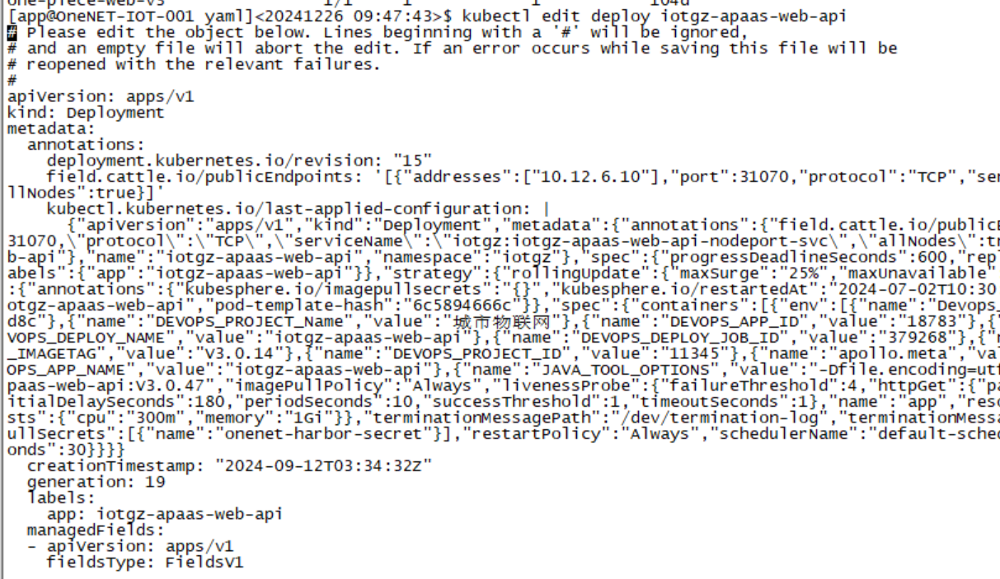 [app@OneNET-IOT-001 yaml]<20241226 09:47:43>$ kubectl edit deploy iotgz-apaas-web-api
# Please edit the object below. Lines beginning with a '#' will be ignored,
# and an empty file will abort the edit. If an error occurs while saving this file will be
# reopened with the relevant failures.
#
apiVersion: apps/v1
kind: Deployment
metadata:
  annotations:
    deployment.kubernetes.io/revision: "15"
    field.cattle.io/publicEndpoints: '[{"addresses":["10.12.6.10"],"port":31070,"protocol":"TCP","ser
llNodes":true}]'
    kubectl.kubernetes.io/last-applied-configuration: |
      {"apiVersion":"apps/v1","kind":"Deployment","metadata":{"annotations":{"field.cattle.io/publicE
31070,\"protocol\":\"TCP\",\"serviceName\":\"iotgz:iotgz-apaas-web-api-nodeport-svc\",\"allNodes\":tr
b-api"},"name":"iotgz-apaas-web-api","namespace":"iotgz"},"spec":{"progressDeadlineSeconds":600,"repl
abels":{"app":"iotgz-apaas-web-api"}},"strategy":{"rollingUpdate":{"maxSurge":"25%","maxUnavailable"
:{"annotations":{"kubesphere.io/imagepullsecrets":"{}","kubesphere.io/restartedAt":"2024-07-02T10:30
otgz-apaas-web-api","pod-template-hash":"6c5894666c"}},"spec":{"containers":[{"env":[{"name":"Devops_
d8c"},{"name":"DEVOPS_PROJECT_Name","value":"城市物联网"},{"name":"DEVOPS_APP_ID","value":"18783"},{"
VOPS_DEPLOY_NAME","value":"iotgz-apaas-web-api"},{"name":"DEVOPS_DEPLOY_JOB_ID","value":"379268"},{"n
_IMAGETAG","value":"V3.0.14"},{"name":"DEVOPS_PROJECT_ID","value":"11345"},{"name":"apollo.meta","val
OPS_APP_NAME","value":"iotgz-apaas-web-api"},{"name":"JAVA_TOOL_OPTIONS","value":"-Dfile.encoding=utf
paas-web-api:V3.0.47","imagePullPolicy":"Always","livenessProbe":{"failureThreshold":4,"httpGet":{"pa
itialDelaySeconds":180,"periodSeconds":10,"successThreshold":1,"timeoutSeconds":1},"name":"app","reso
sts":{"cpu":"300m","memory":"1Gi"}},"terminationMessagePath":"/dev/termination-log","terminationMessa
ullSecrets":[{"name":"onenet-harbor-secret"}],"restartPolicy":"Always","schedulerName":"default-sched
onds":30}}}}
  creationTimestamp: "2024-09-12T03:34:32Z"
  generation: 19
  labels:
    app: iotgz-apaas-web-api
  managedFields:
  - apiVersion: apps/v1
    fieldsType: FieldsV1